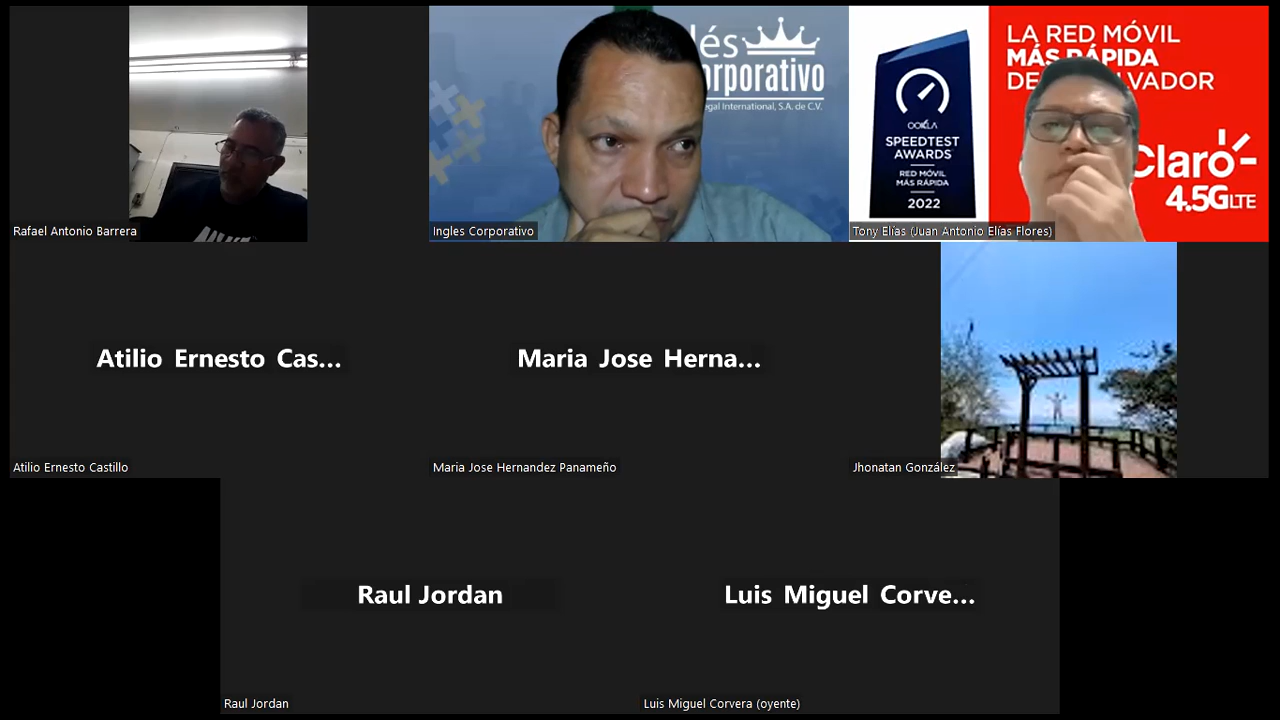 lés
orporativo
egal International, S.A. de C.V.
LA RED MÓVIL
MÁS RÁPIDA
DE LVADOR
OOKLA
SPEEDTEST
AWARDS
RED MÓVIL
MÁS RÁPIDA
2022
Claro
4.5G LTE
Rafael Antonio Barrera
Ingles Corporativo
Tony Elías (Juan Antonio Elías Flores)
Atilio Ernesto Cas...
Maria Jose Herna...
Atilio Ernesto Castillo
Maria Jose Hernandez Panameño
Jhonatan González
Raul Jordan
Luis Miguel Corve...
Raul Jordan
Luis Miguel Corvera (oyente)